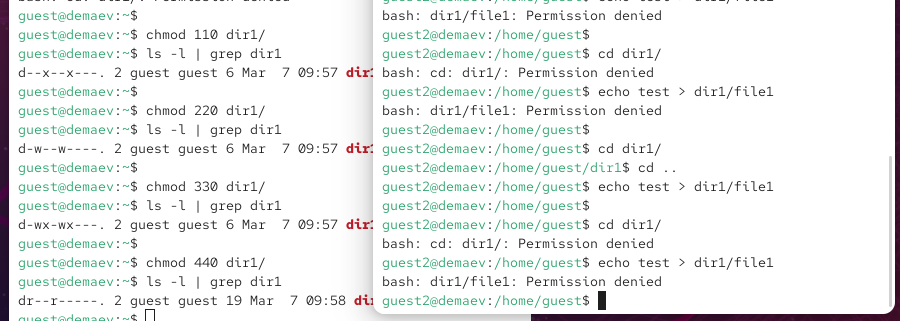 guest@demaev:~$
guest@demaev:~$ chmod 110 dir1/
guest@demaev:~$ ls -l | grep dir1
d--x--x---. 2 guest guest 6 Mar  7 09:57 dir1
guest@demaev:~$
guest@demaev:~$ chmod 220 dir1/
guest@demaev:~$ ls -l | grep dir1
d-w--w----. 2 guest guest 6 Mar  7 09:57 dir1
guest@demaev:~$
guest@demaev:~$ chmod 330 dir1/
guest@demaev:~$ ls -l | grep dir1
d-wx-wx---. 2 guest guest 6 Mar  7 09:57 dir1
guest@demaev:~$
guest@demaev:~$ chmod 440 dir1/
guest@demaev:~$ ls -l | grep dir1
dr--r-----. 2 guest guest 19 Mar  7 09:58 di
guest@demaev:~$
bash: dir1/file1: Permission denied
guest2@demaev:/home/guest$
guest2@demaev:/home/guest$ cd dir1/
bash: cd: dir1/: Permission denied
guest2@demaev:/home/guest$ echo test > dir1/file1
bash: dir1/file1: Permission denied
guest2@demaev:/home/guest$
guest2@demaev:/home/guest$ cd dir1/
guest2@demaev:/home/guest/dir1$ cd ..
guest2@demaev:/home/guest$ echo test > dir1/file1
guest2@demaev:/home/guest$
guest2@demaev:/home/guest$ cd dir1/
bash: cd: dir1/: Permission denied
guest2@demaev:/home/guest$ echo test > dir1/file1
bash: dir1/file1: Permission denied
guest2@demaev:/home/guest$